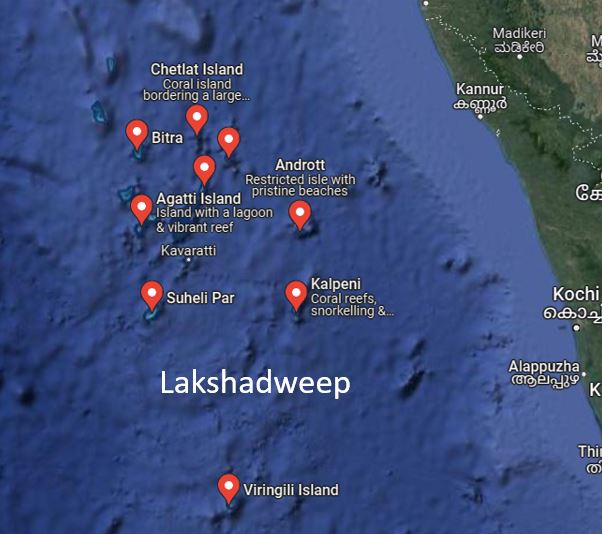 Madikeri
ಮಡಿಕೇರಿ
Chetlat Island
Coral island
bordering a large...
Kannur
കണ്ണൂർ
Bitra
Andrott
Restricted isle with
pristine beaches
Agatti Island
Island with a lagoon
& vibrant reef
Kavaratti
Suheli Par
Kalpeni
Coral reefs,
snorkelling &...
Kochi
Lakshadweep
Alappuzha
ആലപ്പുഴ
Viringili Island